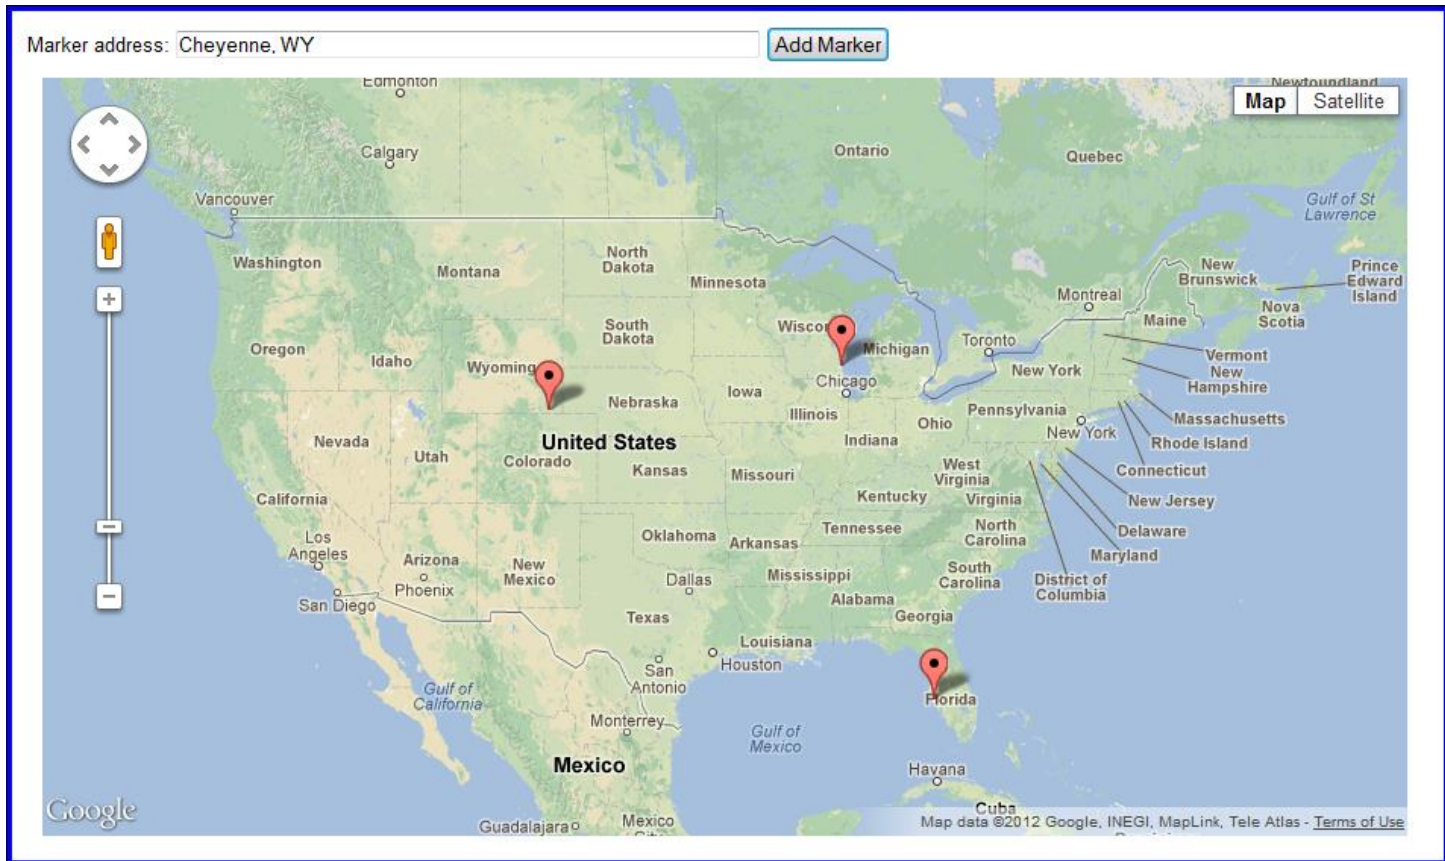 Marker address: Cheyenne, WY Add Marker
Edmonton
Newfoundland
Map Satellite
Calgary
Ontario
Quebec
Vancouver
Gulf of St
Lawrence
Washington
Montana
North
Dakota
Minnesota
New
Brunswick
Prince
Edward
Island
Montreal
Nova
Scotia
Maine
South
Dakota
Wiscon
Michigan
Toronto
Oregon
Idaho
Wyoming
New York
Vermont
New
Hampshire
Chicago
Iowa
Nebraska
Illinois
Ohio
Pennsylvania
New York
Massachusetts
Rhode Island
Connecticut
Nevada
Utah
United States
Colorado
Kansas
Missouri
Indiana
West
Virginia
Kentucky
Virginia
New Jersey
California
Delaware
Maryland
District of
Columbia
Los
Angeles
Arizona
New
Mexico
Oklahoma
Arkansas
Tennessee
North
Carolina
San Diego
Phoenix
Dallas
Mississippi
South
Carolina
Alabama
Georgia
Texas
Louisiana
Houston
San
Antonio
Florida
Gulf of
California
Monterrey
Gulf of
Mexico
Mexico
Havana
Cuba
Google
Guadalajara
Mexico
Map data ©2012 Google, INEGI, MapLink, Tele Atlas - Terms of Use